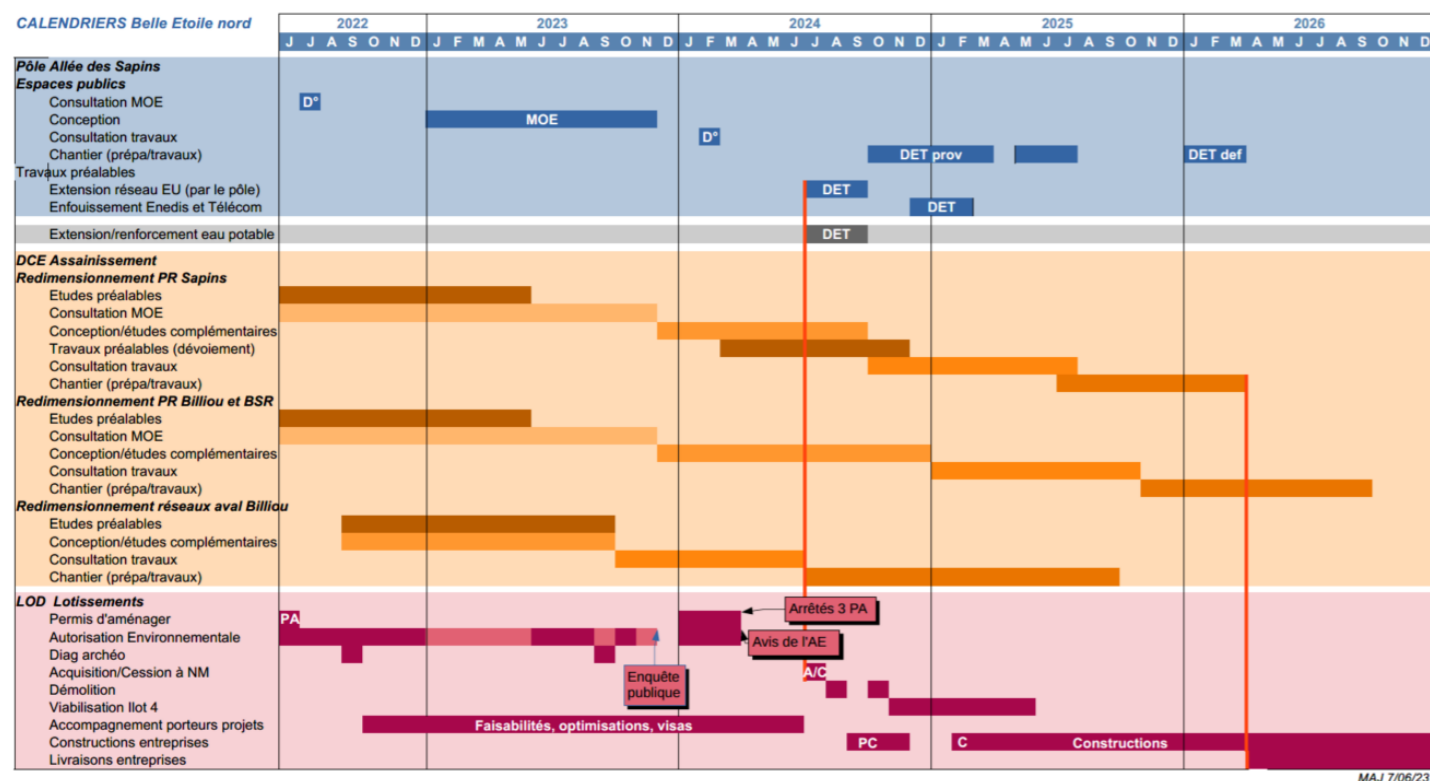 CALENDRIERS Belle Etoile nord
2022 2023 2024 2025 2026
J J A S O N D J F M A M J J A S O N D J F M A M J J A S O N D J F M A M J J A S O N D J F M A M J J A S O N D
Pôle Allée des Sapins
Espaces publics
Consultation MOE D°
Conception MOE
Consultation travaux D°
Chantier (prépa/travaux) DET prov DET def
Travaux préalables
Extension réseau EU (par le pôle) DET
Enfouissement Enedis et Télécom DET
Extension/renforcement eau potable DET
DCE Assainissement
Redimensionnement PR Sapins
Etudes préalables
Consultation MOE
Conception/études complémentaires
Travaux préalables (dévoiement)
Consultation travaux
Chantier (prépa/travaux)
Redimensionnement PR Billiou et BSR
Etudes préalables
Consultation MOE
Conception/études complémentaires
Consultation travaux
Chantier (prépa/travaux)
Redimensionnement réseaux aval Billiou
Etudes préalables
Conception/études complémentaires
Consultation travaux
Chantier (prépa/travaux)
LOD Lotissements
Permis d'aménager PA Arrêtés 3 PA
Autorisation Environnementale Avis de l'AE
Diag archéo
Acquisition/Cession à NM Enquête publique A/C
Démolition
Viabilisation Ilot 4
Accompagnement porteurs projets Faisabilités, optimisations, visas
Constructions entreprises PC C Constructions
Livraisons entreprises
MAJ 7/06/23